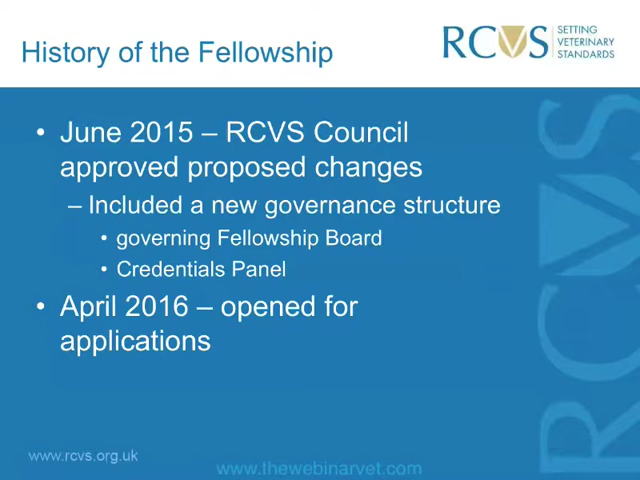 History of the Fellowship
RCVS
SETTING
VETERINARY
STANDARDS
• June 2015 – RCVS Council
approved proposed changes
– Included a new governance structure
• governing Fellowship Board
• Credentials Panel
• April 2016 – opened for
applications
RCVS
www.rcvs.org.uk
www.thewebinarvet.com